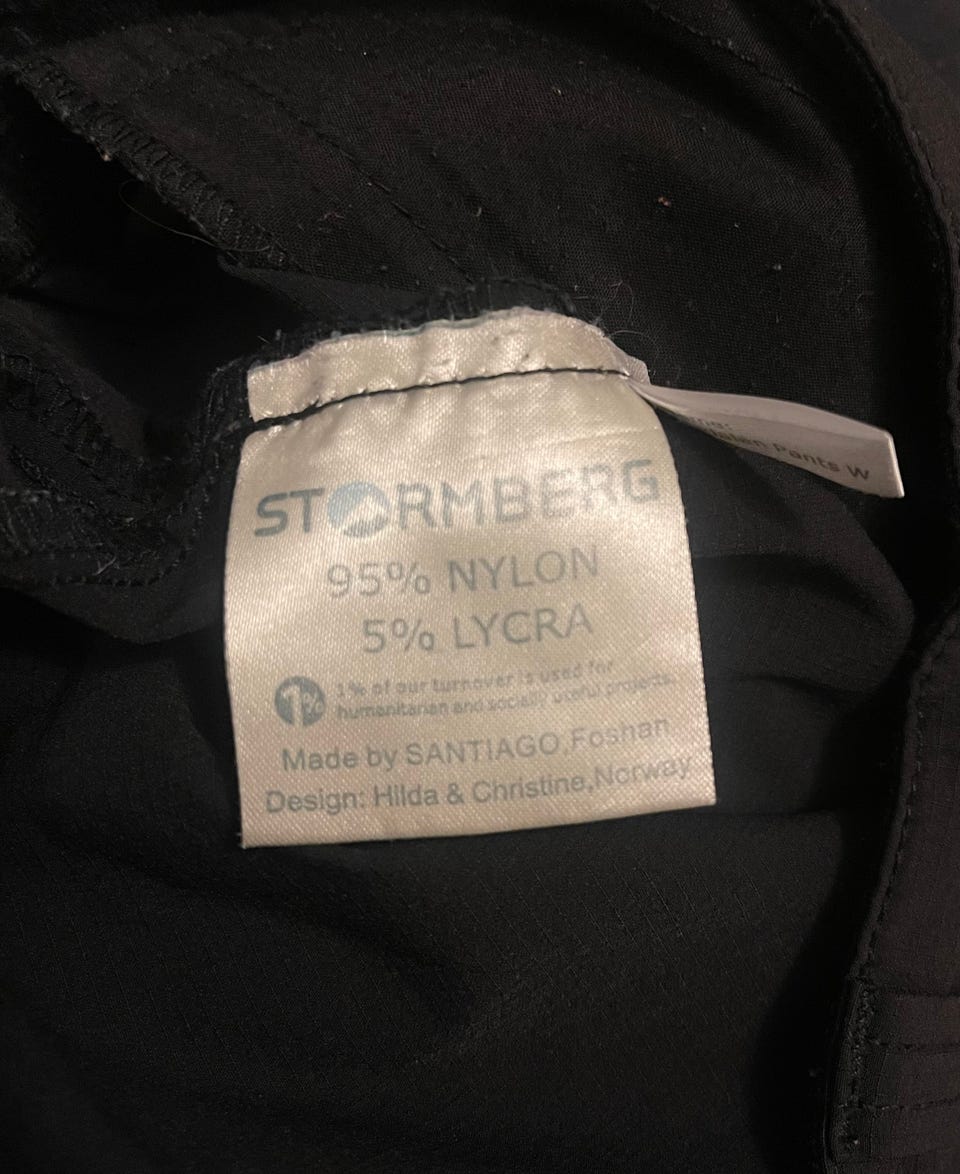 STORMBERG
95% NYLON
5% LYCRA
1% 1% of our turnover is used for
humanitarian and socially useful projects.
Made by SANTIAGO,Foshan
Design: Hilda & Christine,Norway
Pants W